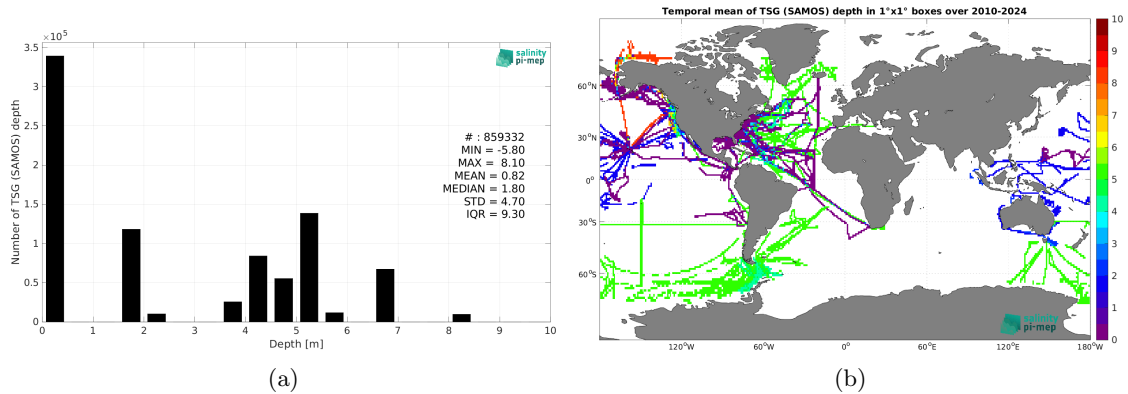 ×10⁵
3.5
3
2.5
2
1.5
1
0.5
0
Number of TSG (SAMOS) depth
salinity
pi-mep
# : 859332
MIN = -5.80
MAX = 8.10
MEAN = 0.82
MEDIAN = 1.80
STD = 4.70
IQR = 9.30
0 1 2 3 4 5 6 7 8 9 10
Depth [m]
(a)
Temporal mean of TSG (SAMOS) depth in 1°x1° boxes over 2010-2024
60°N
30°N
0°
30°S
60°S
120°W 60°W 0° 60°E 120°E 180°W
salinity
pi-mep
10
9
8
7
6
5
4
3
2
1
0
(b)